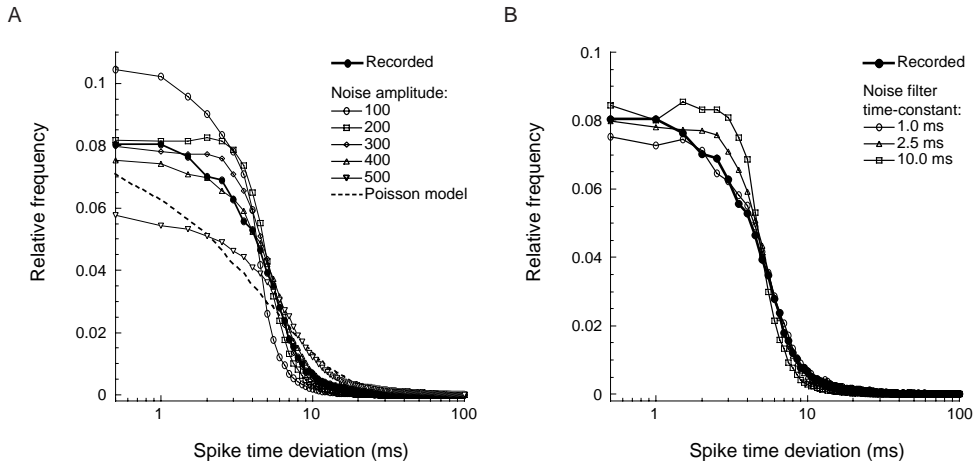 A
Recorded
Noise amplitude:
100
200
300
400
500
Poisson model
Relative frequency
0.1
0.08
0.06
0.04
0.02
0
1
10
100
Spike time deviation (ms)
B
Recorded
Noise filter
time-constant:
1.0 ms
2.5 ms
10.0 ms
Relative frequency
0.1
0.08
0.06
0.04
0.02
0
1
10
100
Spike time deviation (ms)